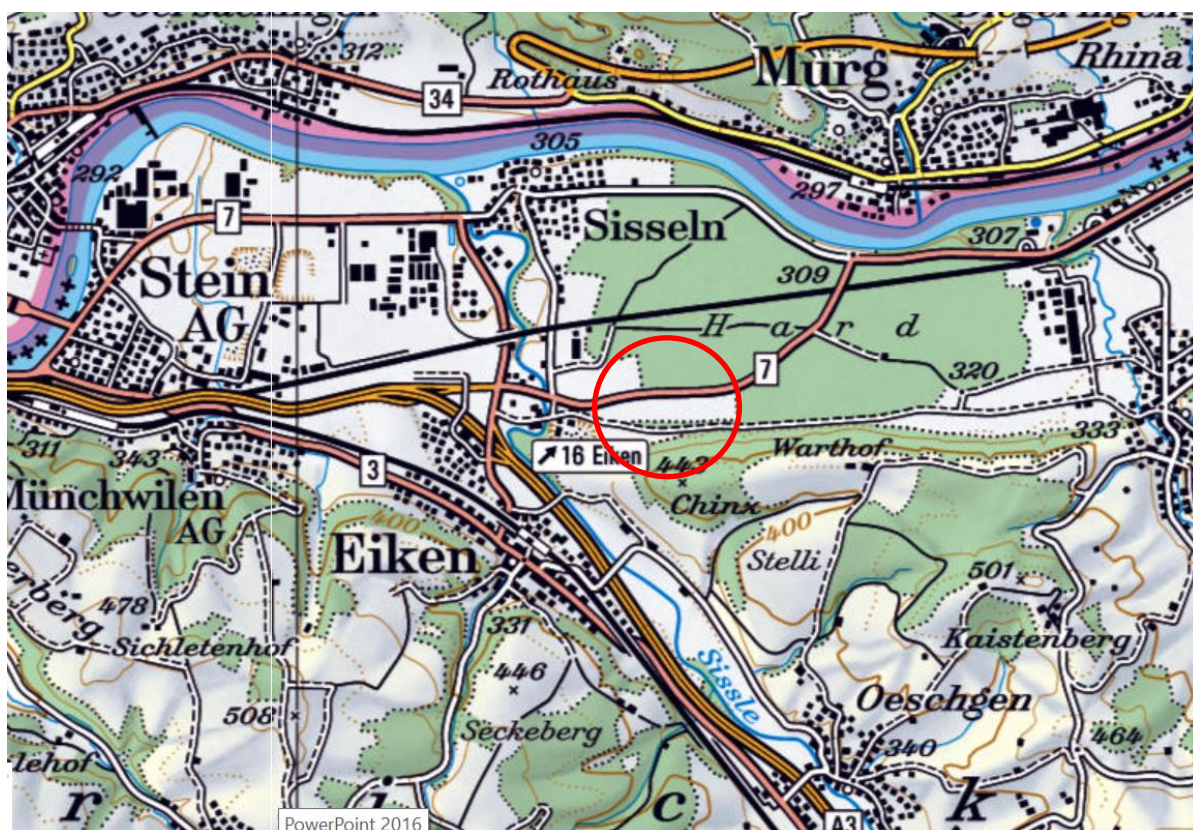 312
Rothaus
Murg
Rhina
34
305
292
297
7
Sisseln
307
Stein
AG
309
H a r d
7
320
333
311
343
16 Eiken
442
Warthof
3
Münchwilen
AG
400
Chinx
400
Eiken
Stelli
501
478
331
Kaistenberg
Sichletenhof
446
Sissle
Oeschgen
508
Seckeberg
340
464
r
i
c
k
A3
PowerPoint 2016